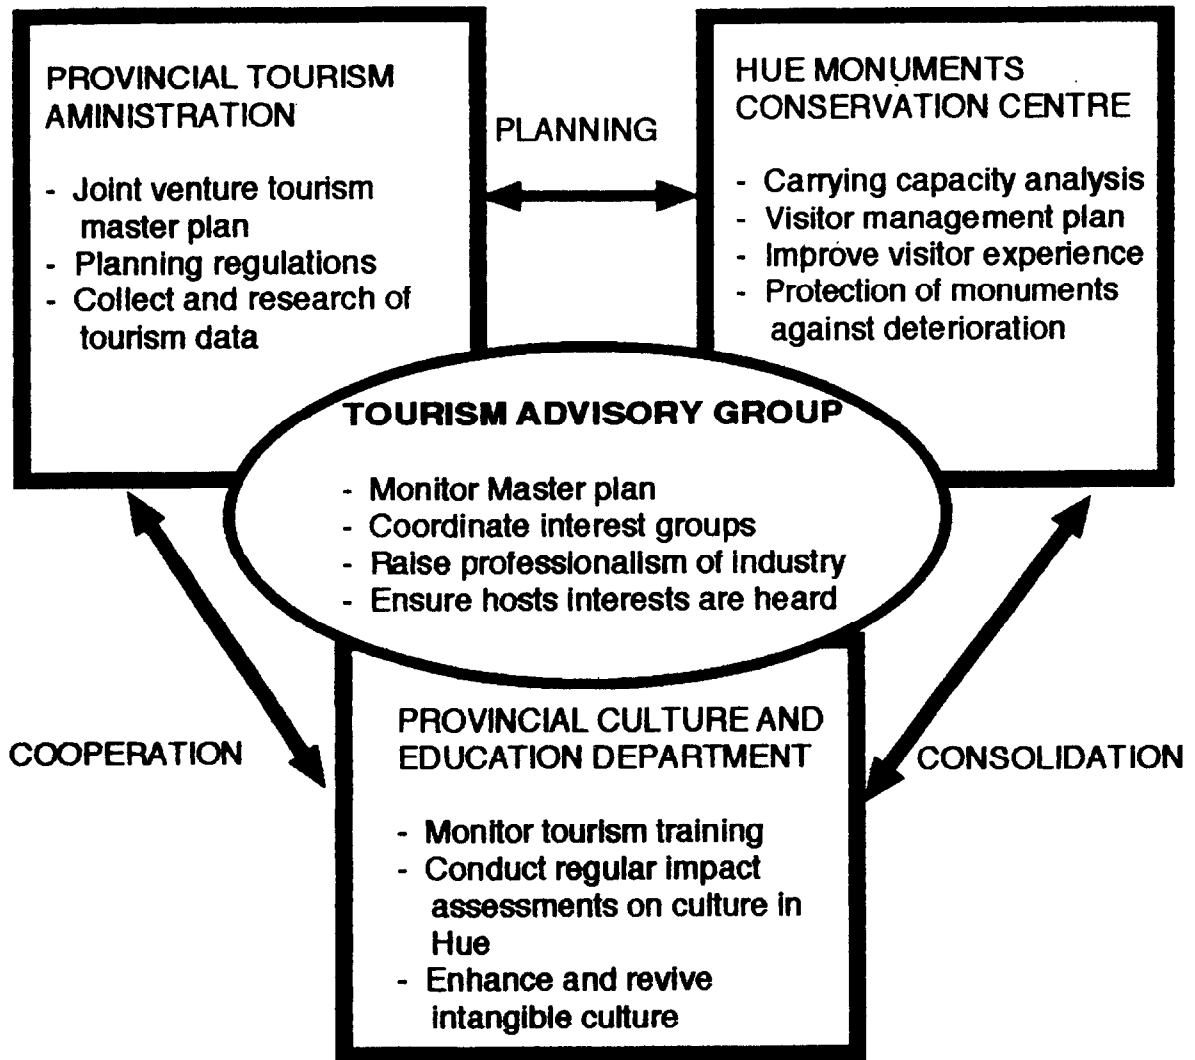 PROVINCIAL TOURISM
AMINISTRATION
- Joint venture tourism
master plan
- Planning regulations
- Collect and research of
tourism data
PLANNING
HUE MONUMENTS
CONSERVATION CENTRE
- Carrying capacity analysis
- Visitor management plan
- Improve visitor experience
- Protection of monuments
against deterioration
TOURISM ADVISORY GROUP
- Monitor Master plan
- Coordinate interest groups
- Raise professionalism of industry
- Ensure hosts interests are heard
COOPERATION
CONSOLIDATION
PROVINCIAL CULTURE AND
EDUCATION DEPARTMENT
- Monitor tourism training
- Conduct regular impact
assessments on culture in
Hue
- Enhance and revive
intangible culture